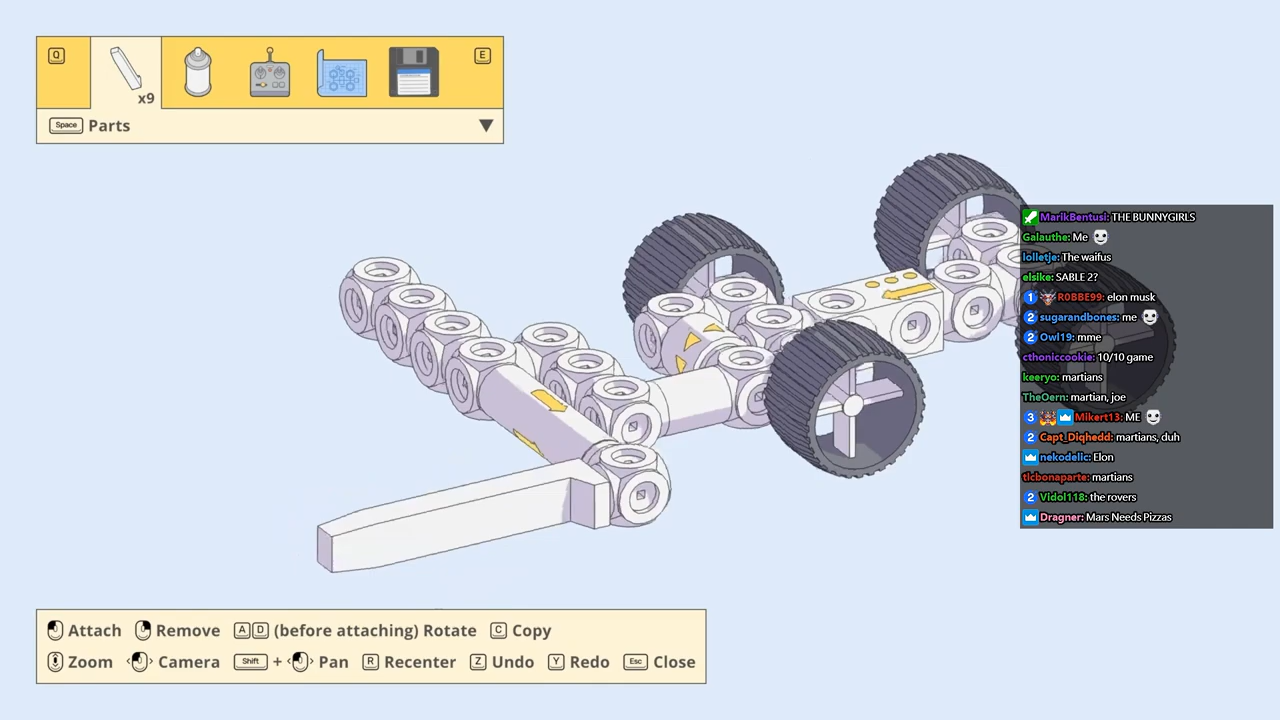 Q
E
x9
Space Parts
MarikBentusi: THE BUNNYGIRLS
Galauthe: Me
lolletje: The waifus
elsike: SABLE 2?
1 R0BBE99: elon musk
2 sugarandbones: me
2 Owl19: mme
cthoniccookie: 10/10 game
keeryo: martians
TheOern: martian, joe
3 Mikert13: ME
2 Capt_Diqhedd: martians, duh
nekodelic: Elon
ticbonaparte: martians
2 Vidol118: the rovers
Dragner: Mars Needs Pizzas
Attach Remove A D (before attaching) Rotate C Copy
Zoom Camera Shift + Pan R Recenter Z Undo Y Redo Esc Close